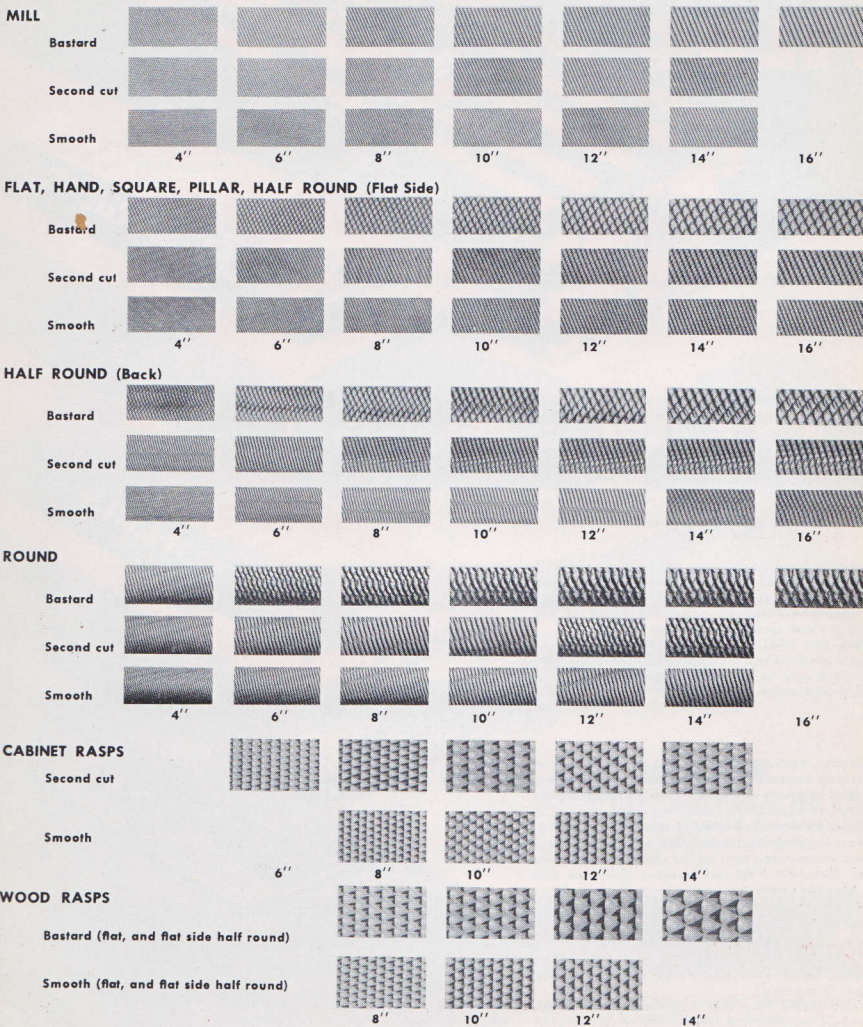 MILL
Bastard
Second cut
Smooth
4'' 6'' 8'' 10'' 12'' 14'' 16''
FLAT, HAND, SQUARE, PILLAR, HALF ROUND (Flat Side)
Bastard
Second cut
Smooth
4'' 6'' 8'' 10'' 12'' 14'' 16''
HALF ROUND (Back)
Bastard
Second cut
Smooth
4'' 6'' 8'' 10'' 12'' 14'' 16''
ROUND
Bastard
Second cut
Smooth
4'' 6'' 8'' 10'' 12'' 14'' 16''
CABINET RASPS
Second cut
Smooth
6'' 8'' 10'' 12'' 14''
WOOD RASPS
Bastard (flat, and flat side half round)
Smooth (flat, and flat side half round)
8'' 10'' 12'' 14''